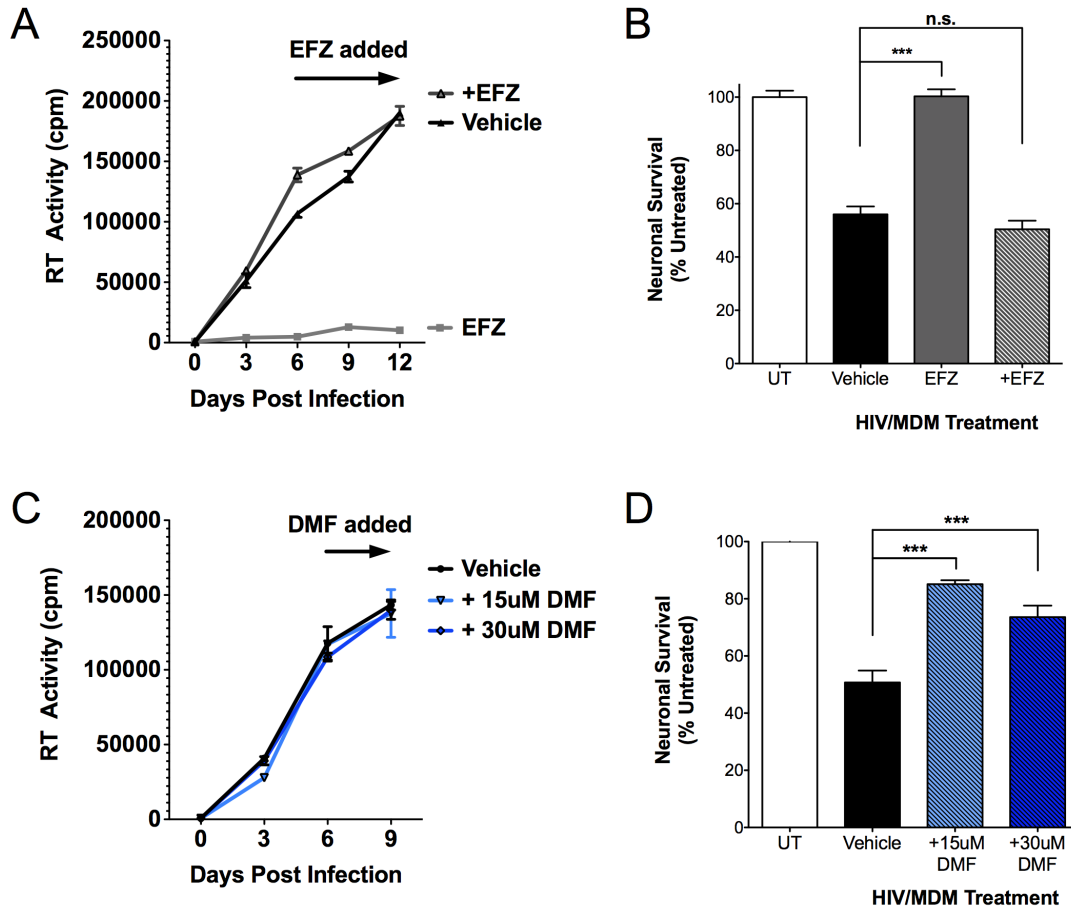 A
250000
200000
150000
100000
50000
0
RT Activity (cpm)
EFZ added
+EFZ
Vehicle
EFZ
0 3 6 9 12
Days Post Infection
B
n.s.
***
100
80
60
40
20
0
Neuronal Survival
(% Untreated)
UT Vehicle EFZ +EFZ
HIV/MDM Treatment
C
200000
150000
100000
50000
0
RT Activity (cpm)
DMF added
Vehicle
+ 15uM DMF
+ 30uM DMF
0 3 6 9
Days Post Infection
D
***
***
100
80
60
40
20
0
Neuronal Survival
(% Untreated)
UT Vehicle +15uM +30uM
DMF DMF
HIV/MDM Treatment